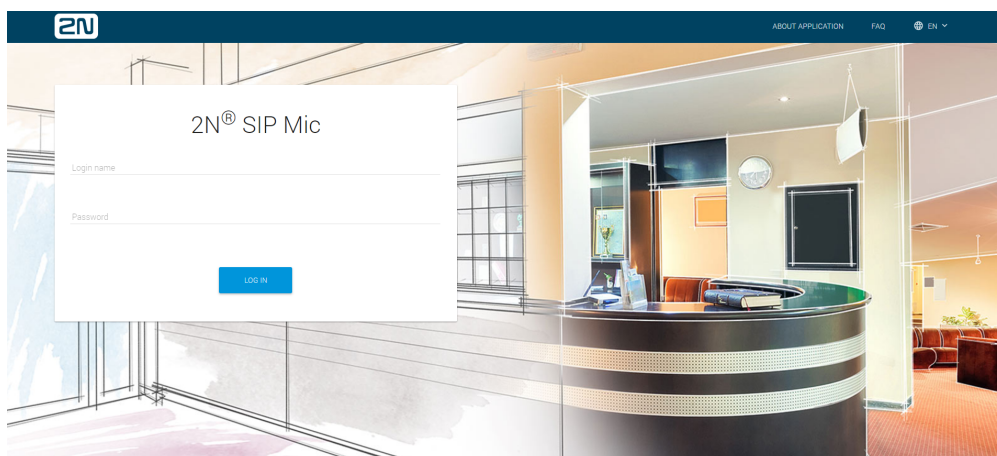 2N
ABOUT APPLICATION
FAQ
EN
2N® SIP Mic
Login name
Password
LOG IN